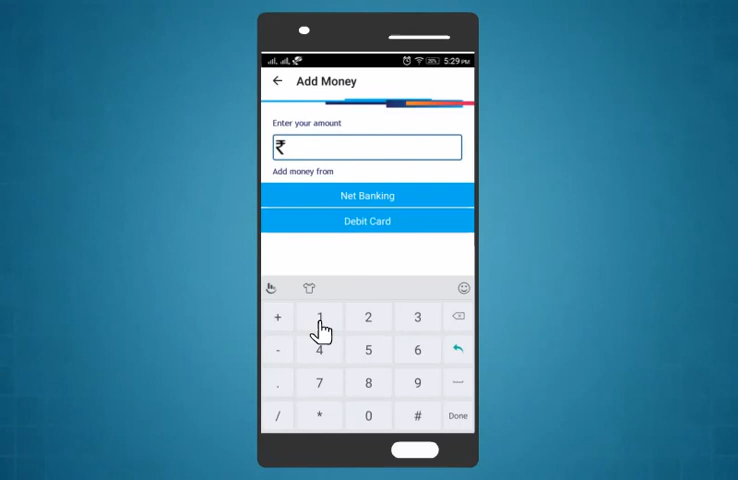 20% 5:29 PM
Add Money
Enter your amount
₹
Add money from
Net Banking
Debit Card
+ 1 2 3
- 4 5 6
. 7 8 9
/ * 0 # Done